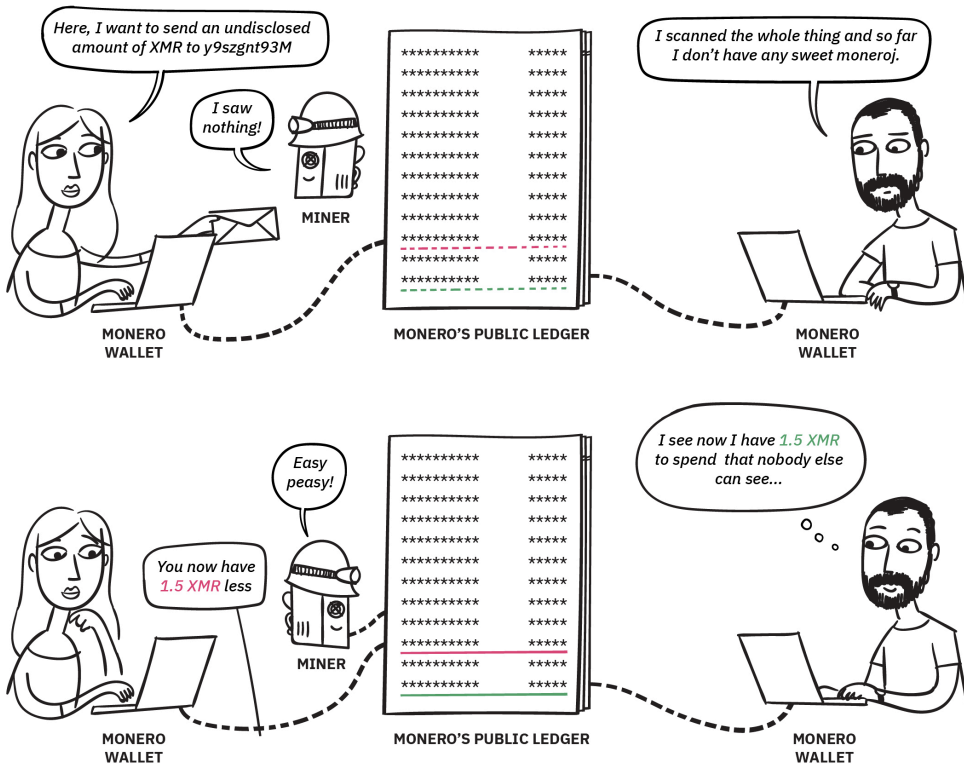 Here, I want to send an undisclosed
amount of XMR to y9szgnt93M
I saw
nothing!
MINER
I scanned the whole thing and so far
I don't have any sweet moneroj.
********** *****
********** *****
********** *****
********** *****
********** *****
********** *****
********** *****
********** *****
********** *****
********** *****
********** *****
********** *****
MONERO
WALLET
MONERO'S PUBLIC LEDGER
MONERO
WALLET
Easy
peasy!
You now have
1.5 XMR less
MINER
I see now I have 1.5 XMR
to spend that nobody else
can see...
********** *****
********** *****
********** *****
********** *****
********** *****
********** *****
********** *****
********** *****
********** *****
********** *****
********** *****
********** *****
MONERO
WALLET
MONERO'S PUBLIC LEDGER
MONERO
WALLET